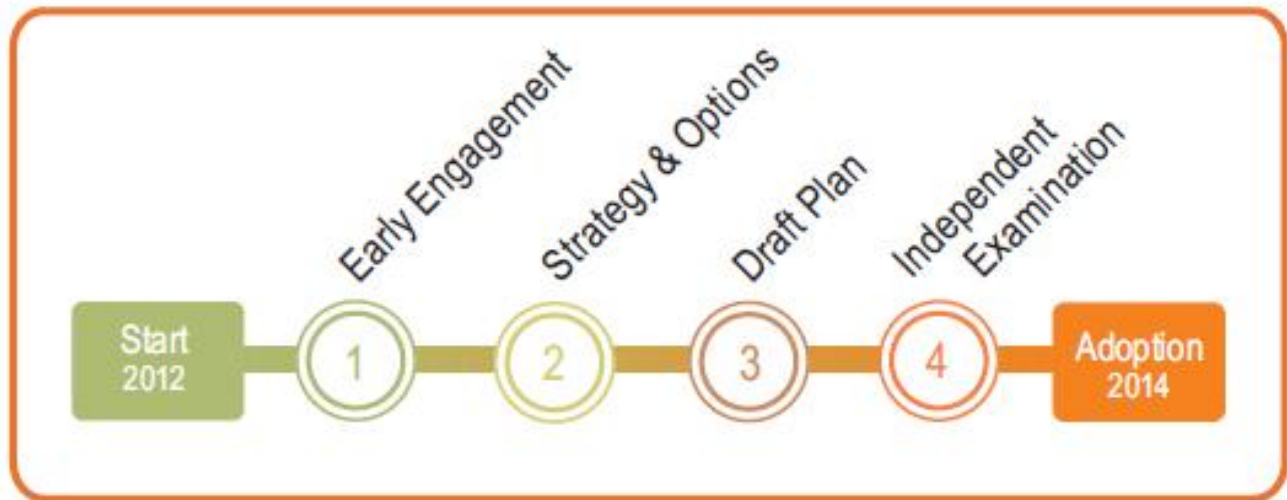 Early Engagement
Strategy & Options
Draft Plan
Independent
Examination
Start
2012
1
2
3
4
Adoption
2014